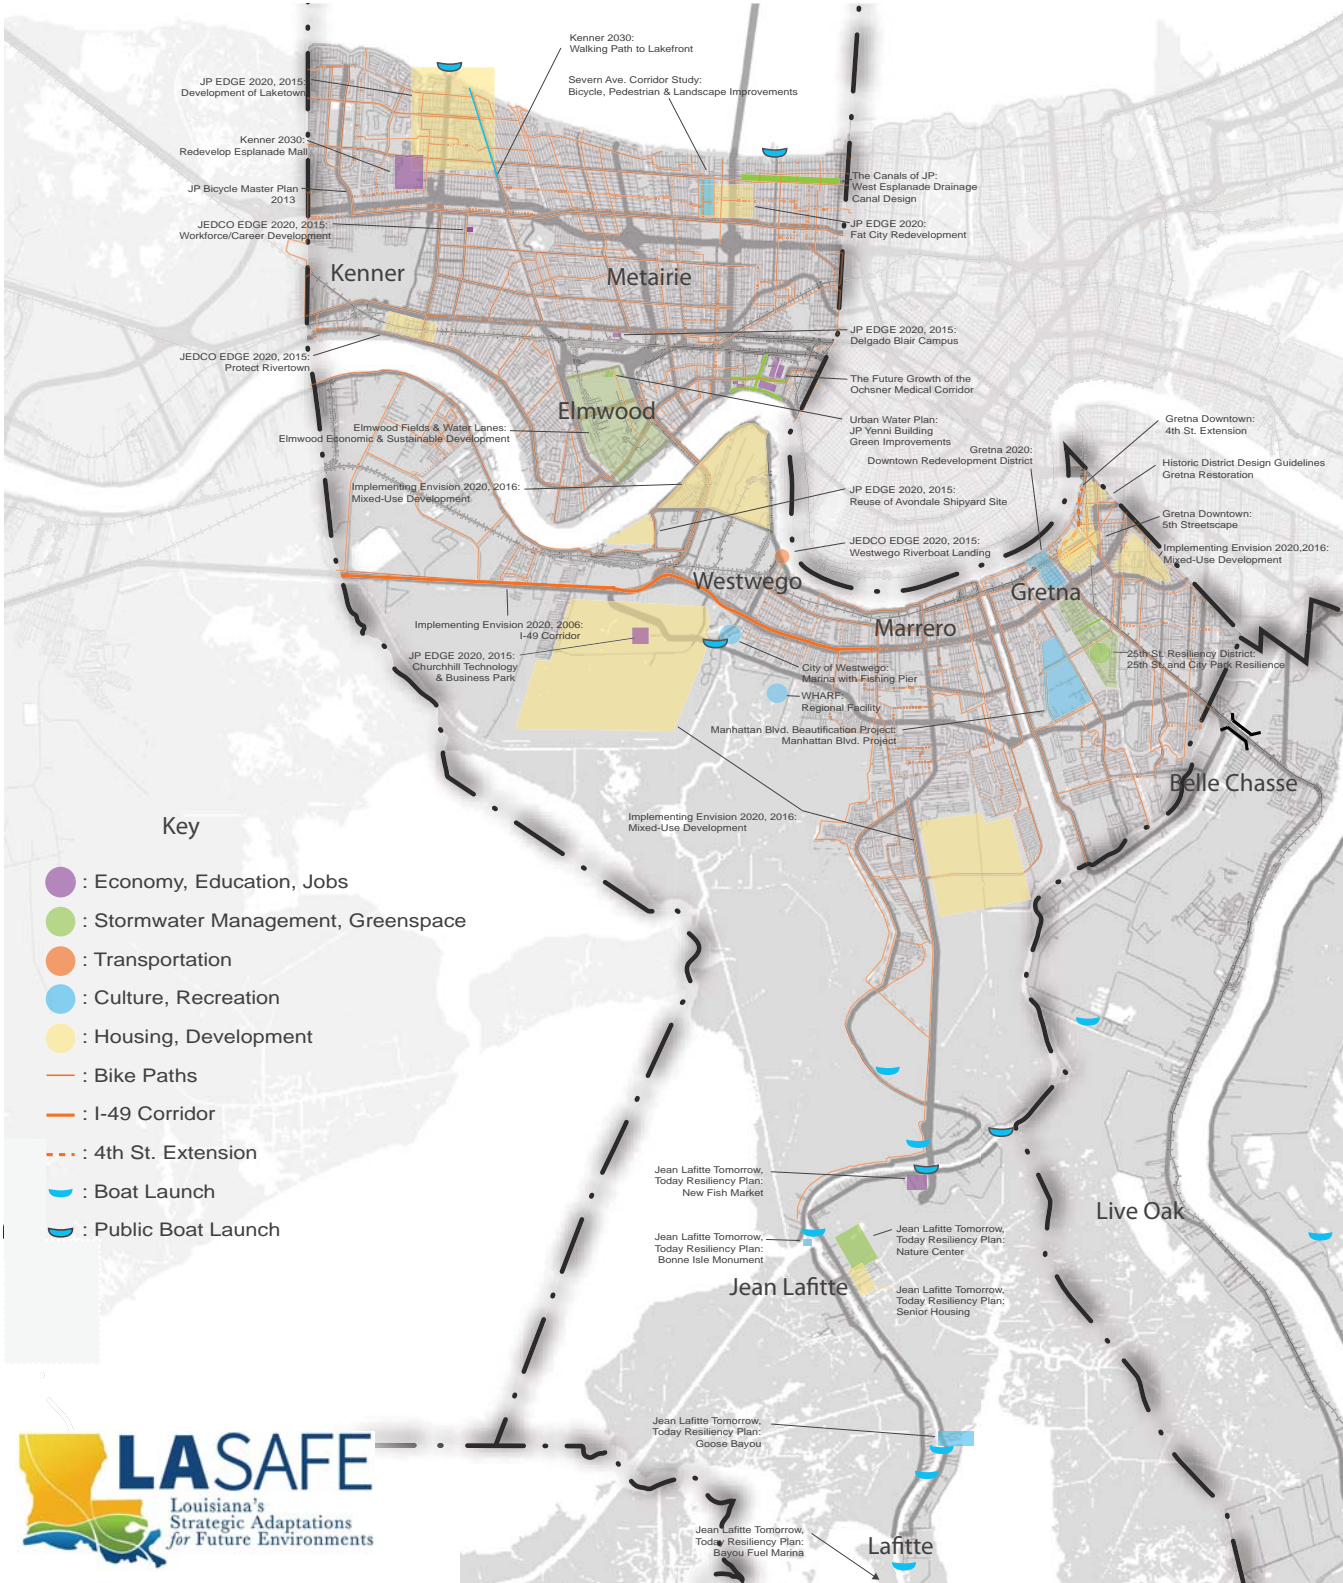 Kenner 2030:
Walking Path to Lakefront
JP EDGE 2020, 2015:
Development of Laketown
Severn Ave. Corridor Study:
Bicycle, Pedestrian & Landscape Improvements
Kenner 2030:
Redevelop Esplanade Mall
JP Bicycle Master Plan
2013
The Canals of JP:
West Esplanade Drainage
Canal Design
JEDCO EDGE 2020, 2015:
Workforce/Career Development
JP EDGE 2020:
Fat City Redevelopment
Kenner
Metairie
JEDCO EDGE 2020, 2015:
Protect Rivertown
JP EDGE 2020, 2015:
Delgado Blair Campus
The Future Growth of the
Ochsner Medical Corridor
Elmwood
Elmwood Fields & Water Lanes:
Elmwood Economic & Sustainable Development
Urban Water Plan:
JP Yenni Building
Green Improvements
Gretna Downtown:
4th St. Extension
Gretna 2020:
Downtown Redevelopment District
Historic District Design Guidelines
Gretna Restoration
Implementing Envision 2020, 2016:
Mixed-Use Development
JP EDGE 2020, 2015:
Reuse of Avondale Shipyard Site
Gretna Downtown:
5th Streetscape
JEDCO EDGE 2020, 2015:
Westwego Riverboat Landing
Implementing Envision 2020,2016:
Mixed-Use Development
Westwego
Gretna
Marrero
Implementing Envision 2020, 2006:
I-49 Corridor
JP EDGE 2020, 2015:
Churchhill Technology
& Business Park
City of Westwego:
Marina with Fishing Pier
25th St. Resiliency District:
25th St. and City Park Resilience
WHARF:
Regional Facility
Manhattan Blvd. Beautification Project:
Manhattan Blvd. Project
Belle Chasse
Implementing Envision 2020, 2016:
Mixed-Use Development
Key
: Economy, Education, Jobs
: Stormwater Management, Greenspace
: Transportation
: Culture, Recreation
: Housing, Development
: Bike Paths
: I-49 Corridor
: 4th St. Extension
: Boat Launch
: Public Boat Launch
Jean Lafitte Tomorrow,
Today Resiliency Plan:
New Fish Market
Live Oak
Jean Lafitte Tomorrow,
Today Resiliency Plan:
Bonne Isle Monument
Jean Lafitte Tomorrow,
Today Resiliency Plan:
Nature Center
Jean Lafitte
Jean Lafitte Tomorrow,
Today Resiliency Plan:
Senior Housing
Jean Lafitte Tomorrow,
Today Resiliency Plan:
Goose Bayou
Jean Lafitte Tomorrow,
Today Resiliency Plan:
Bayou Fuel Marina
Lafitte
LA SAFE
Louisiana's
Strategic Adaptations
for Future Environments